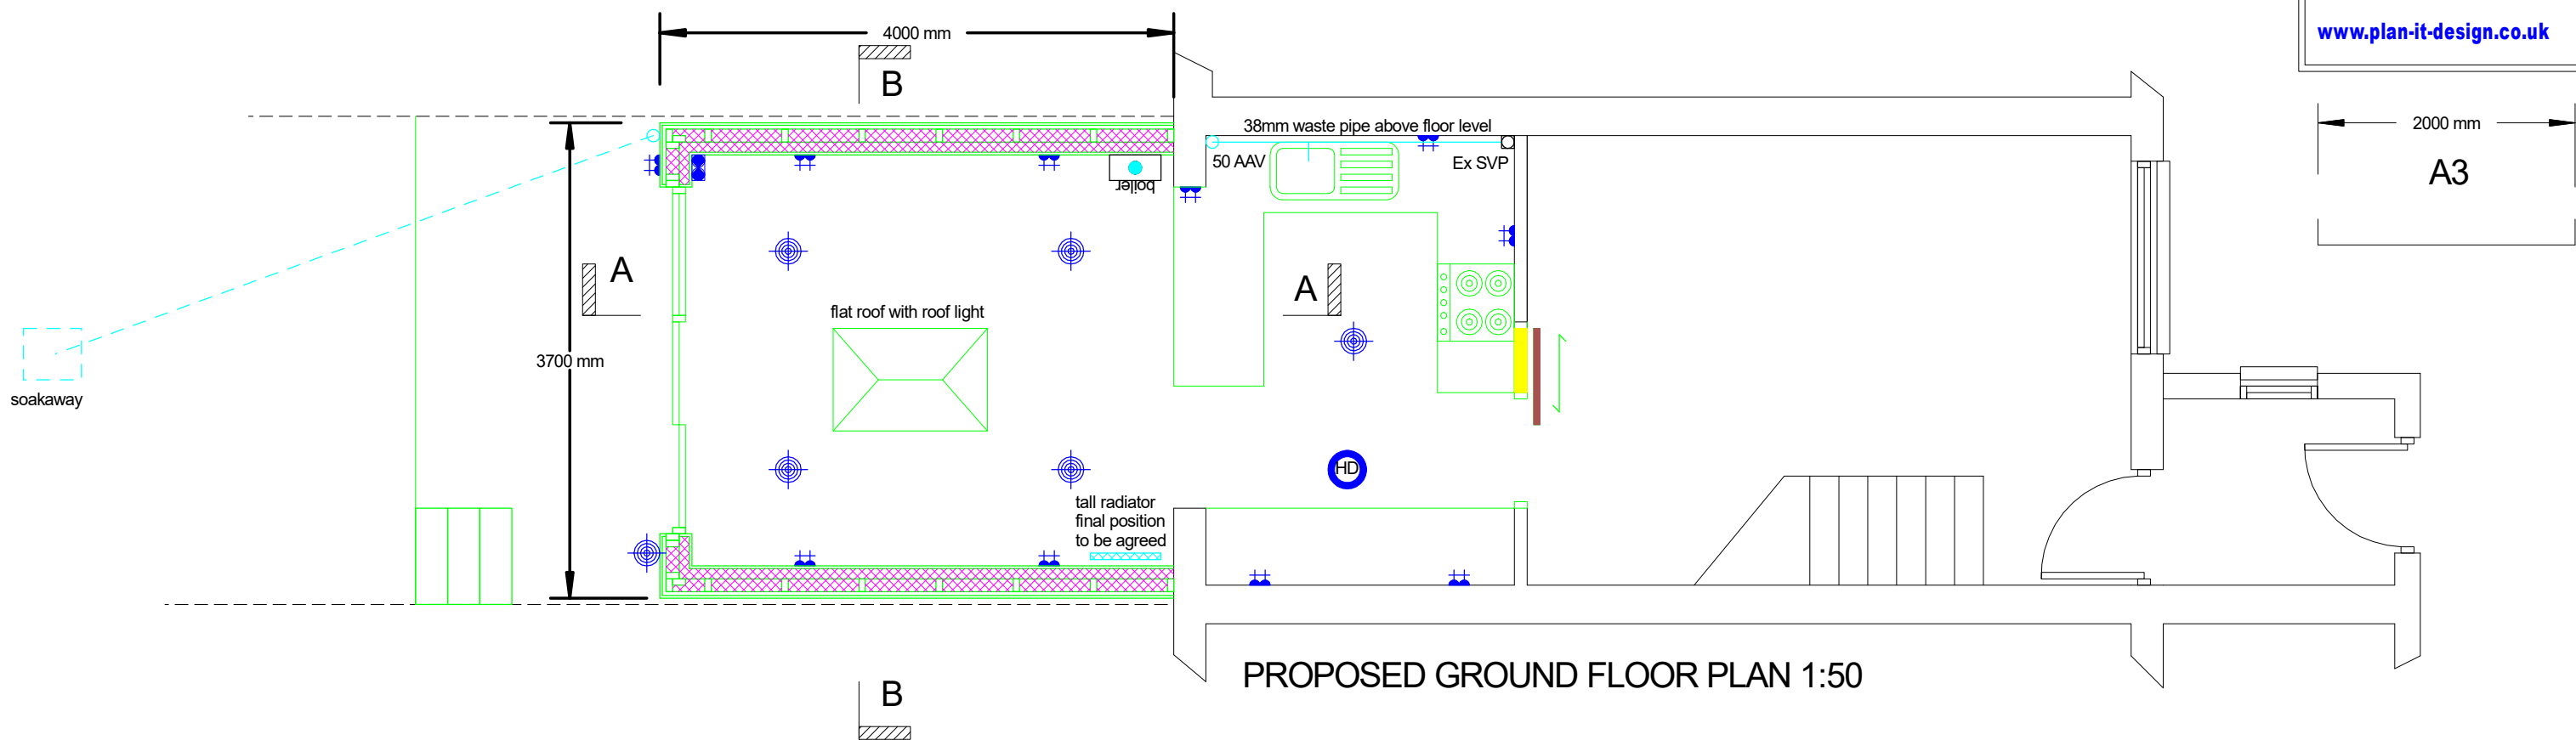 www.plan-it-design.co.uk
4000 mm
B
2000 mm
A3
38mm waste pipe above floor level
50 AAV
Ex SVP
boiler
A
A
flat roof with roof light
3700 mm
soakaway
HD
tall radiator
final position
to be agreed
PROPOSED GROUND FLOOR PLAN 1:50
B